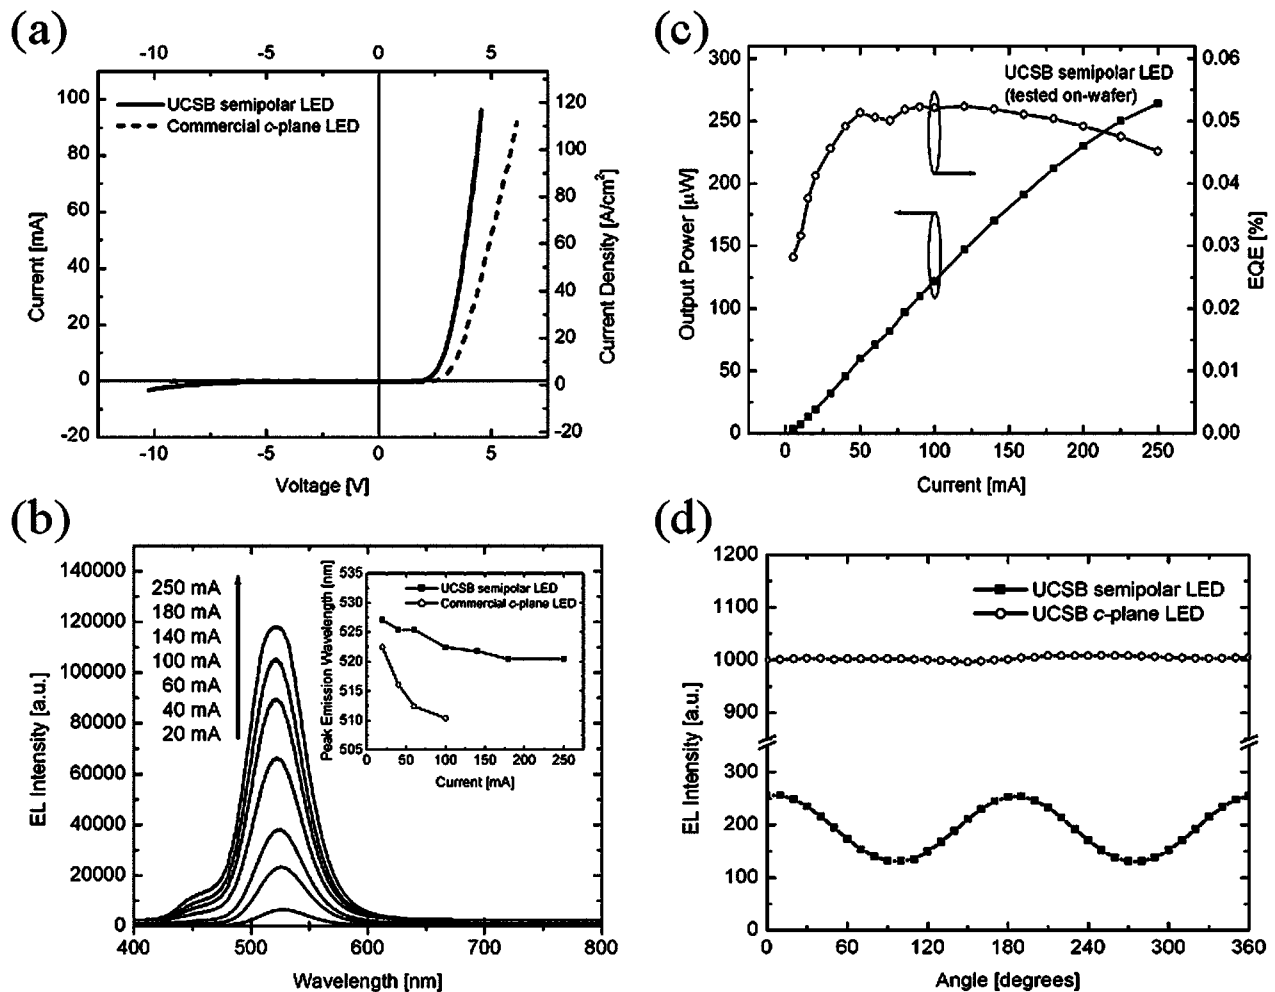 (a)
-10 -5 0 5
100
80
60
40
20
0
-20
120
100
80
60
40
20
0
-20
UCSB semipolar LED
Commercial c-plane LED
Current [mA]
Current Density [A/cm²]
-10 -5 0 5
Voltage [V]
(c)
300
250
200
150
100
50
0
0.06
0.05
0.04
0.03
0.02
0.01
0.00
UCSB semipolar LED
(tested on-wafer)
Output Power [µW]
EQE [%]
0 50 100 150 200 250
Current [mA]
(b)
140000
120000
100000
80000
60000
40000
20000
0
250 mA
180 mA
140 mA
100 mA
60 mA
40 mA
20 mA
EL Intensity [a.u.]
535
530
525
520
515
510
505
UCSB semipolar LED
Commercial c-plane LED
Peak Emission Wavelength [nm]
0 50 100 150 200 250
Current [mA]
400 500 600 700 800
Wavelength [nm]
(d)
1200
1100
1000
900
300
200
100
0
UCSB semipolar LED
UCSB c-plane LED
EL Intensity [a.u.]
0 60 120 180 240 300 360
Angle [degrees]